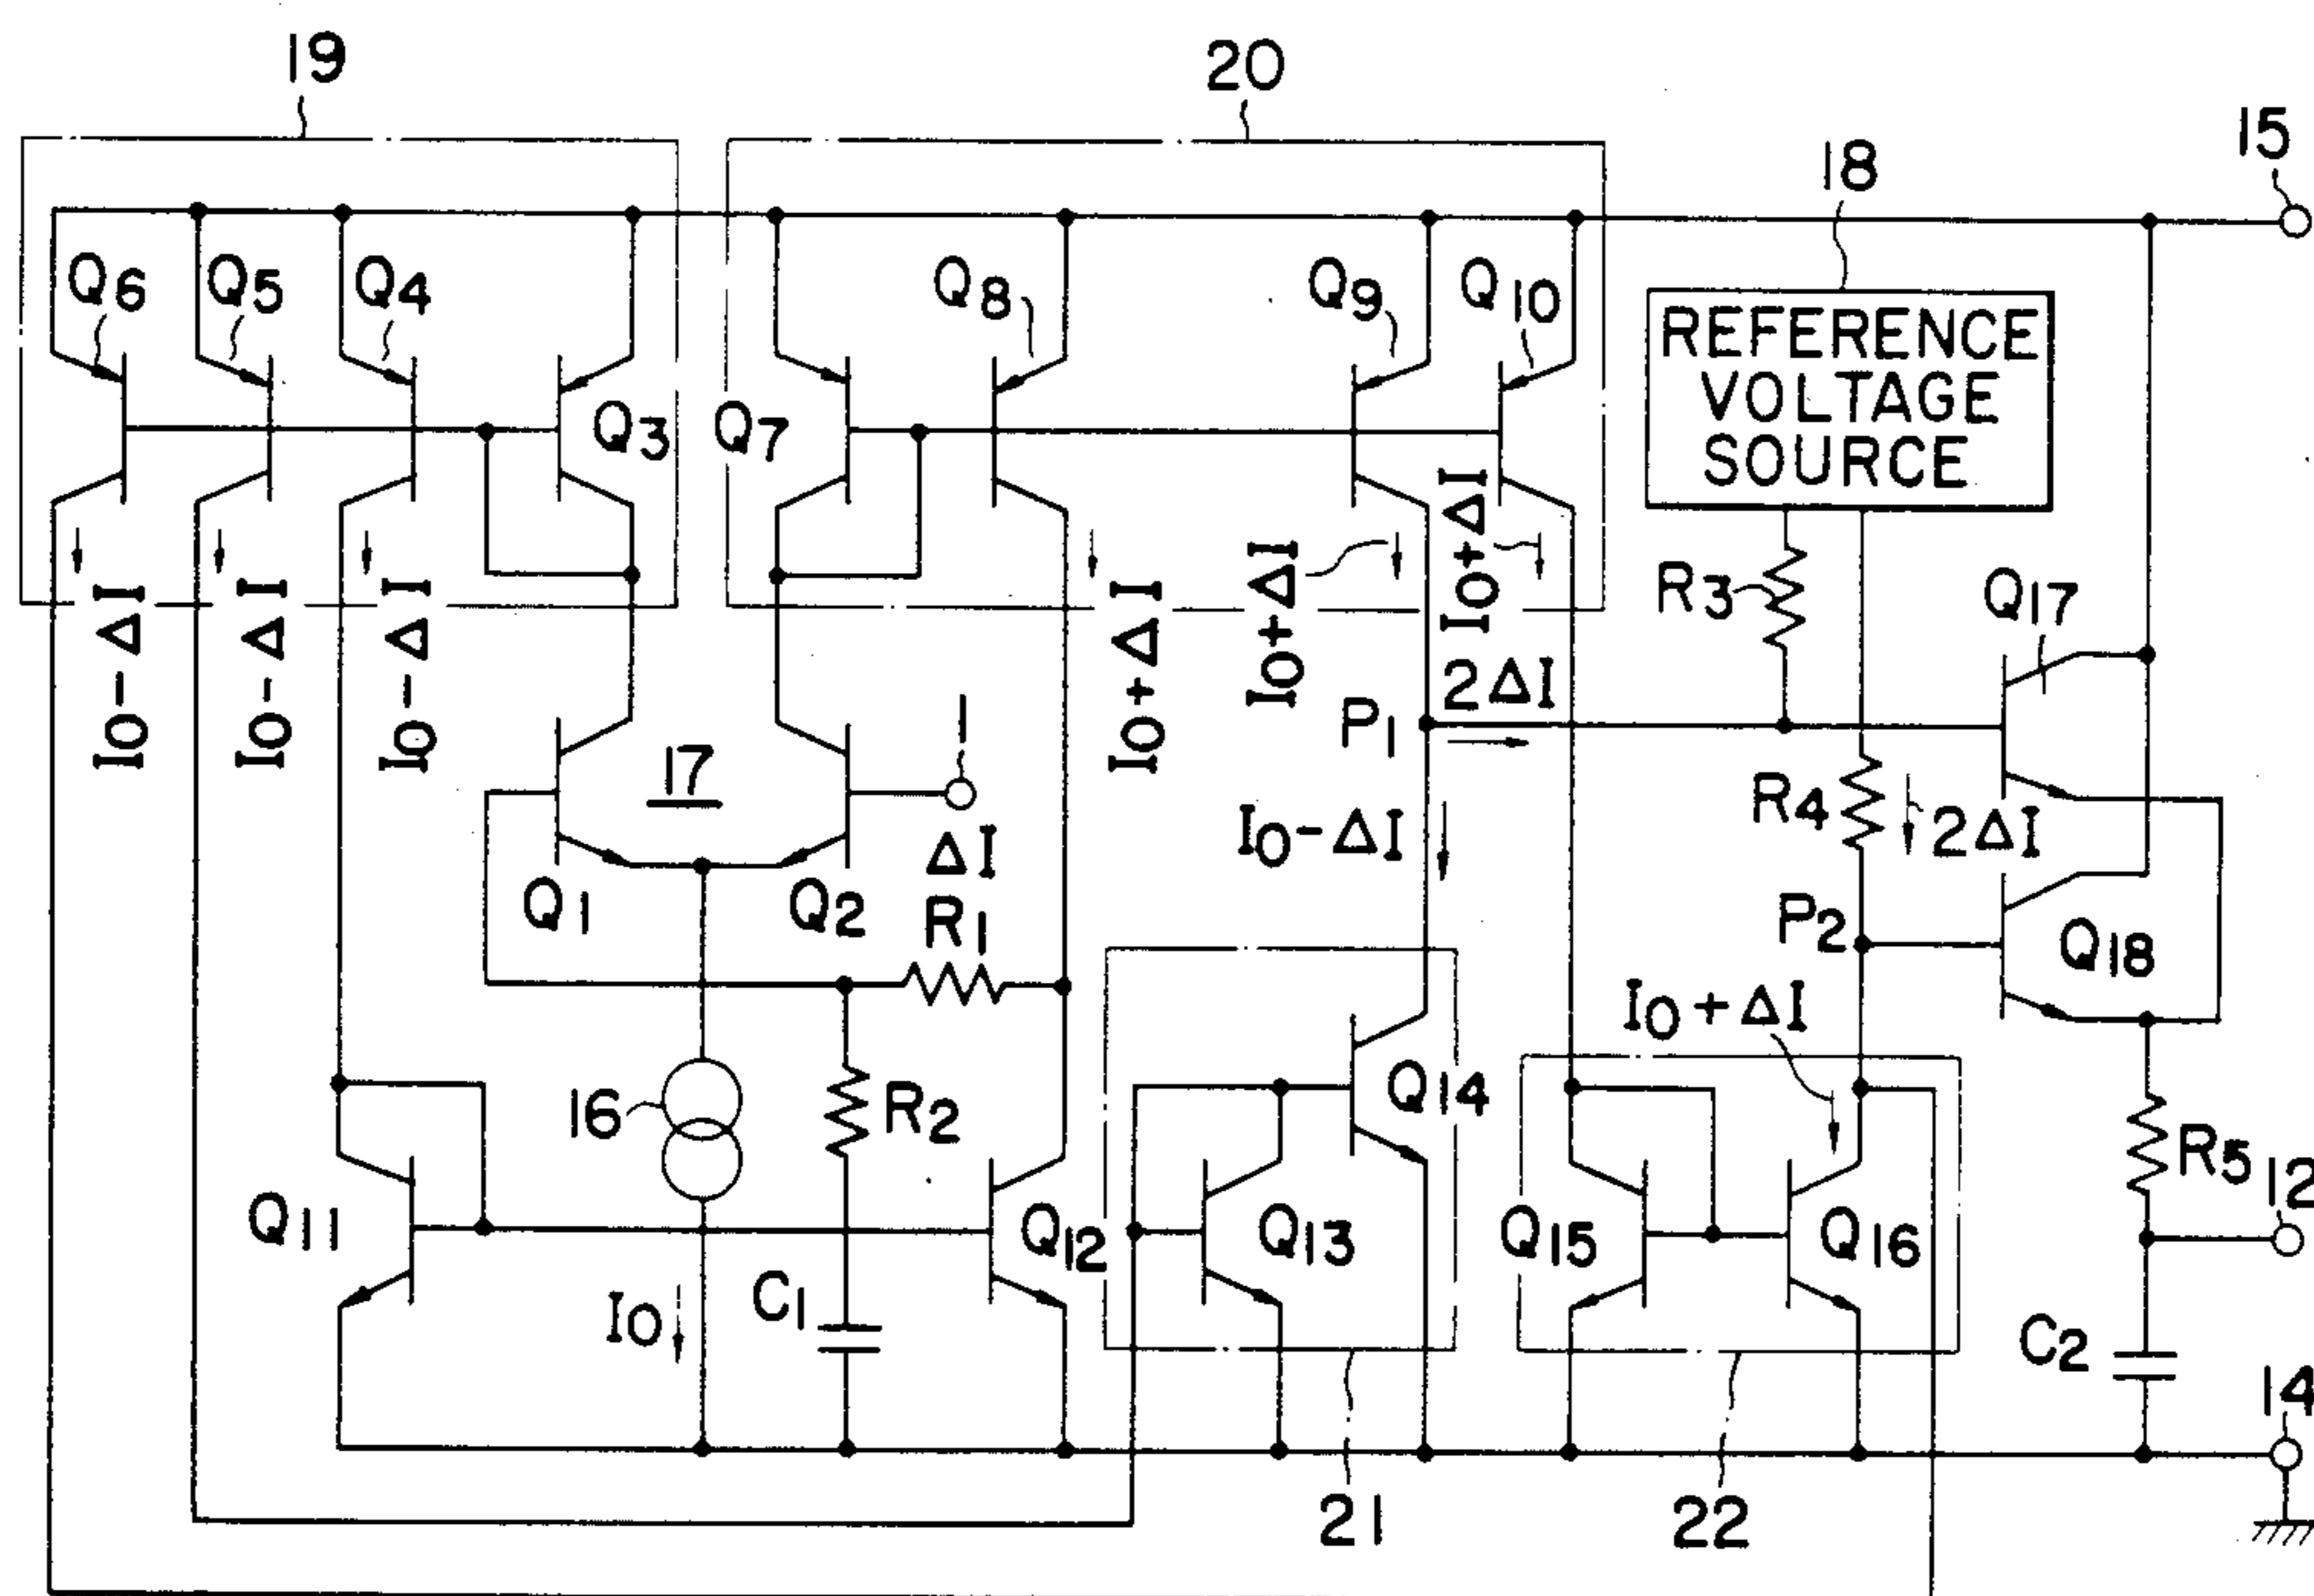 19
20
15
18
Q6
Q5
Q4
Q8
Q9
Q10
REFERENCE
VOLTAGE
SOURCE
Q3
Q7
R3
Q17
I0-ΔI
I0-ΔI
I0-ΔI
I0+ΔI
I0+ΔI
I0+ΔI
2ΔI
P1
1
17
ΔI
I0-ΔI
R4
2ΔI
Q1
Q2
R1
P2
Q18
I0+ΔI
16
R2
Q14
R5
12
Q11
Q12
Q13
Q15
Q16
I0
C1
C2
14
21
22